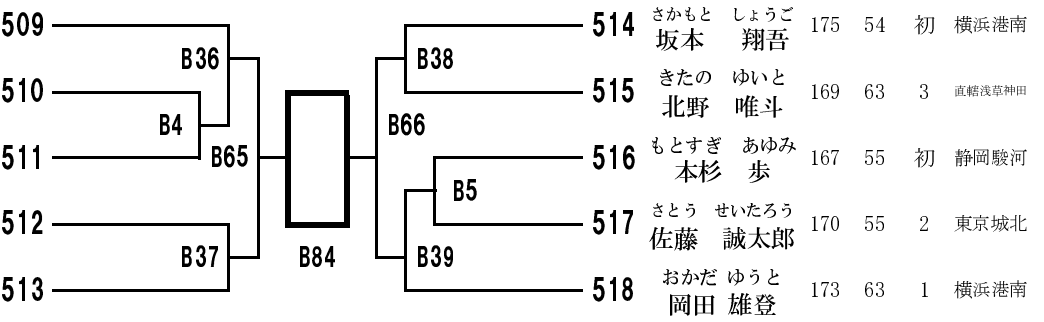 509
B36
510
B4
511
B65
512
B37
513
B84
B38
B66
B5
B39
514 さかもと しょうご 175 54 初 横浜港南
坂本 翔吾
515 きたの ゆいと 169 63 3 直轄浅草神田
北野 唯斗
516 もとすぎ あゆみ 167 55 初 静岡駿河
本杉 歩
517 さとう せいたろう 170 55 2 東京城北
佐藤 誠太郎
518 おかだ ゆうと 173 63 1 横浜港南
岡田 雄登